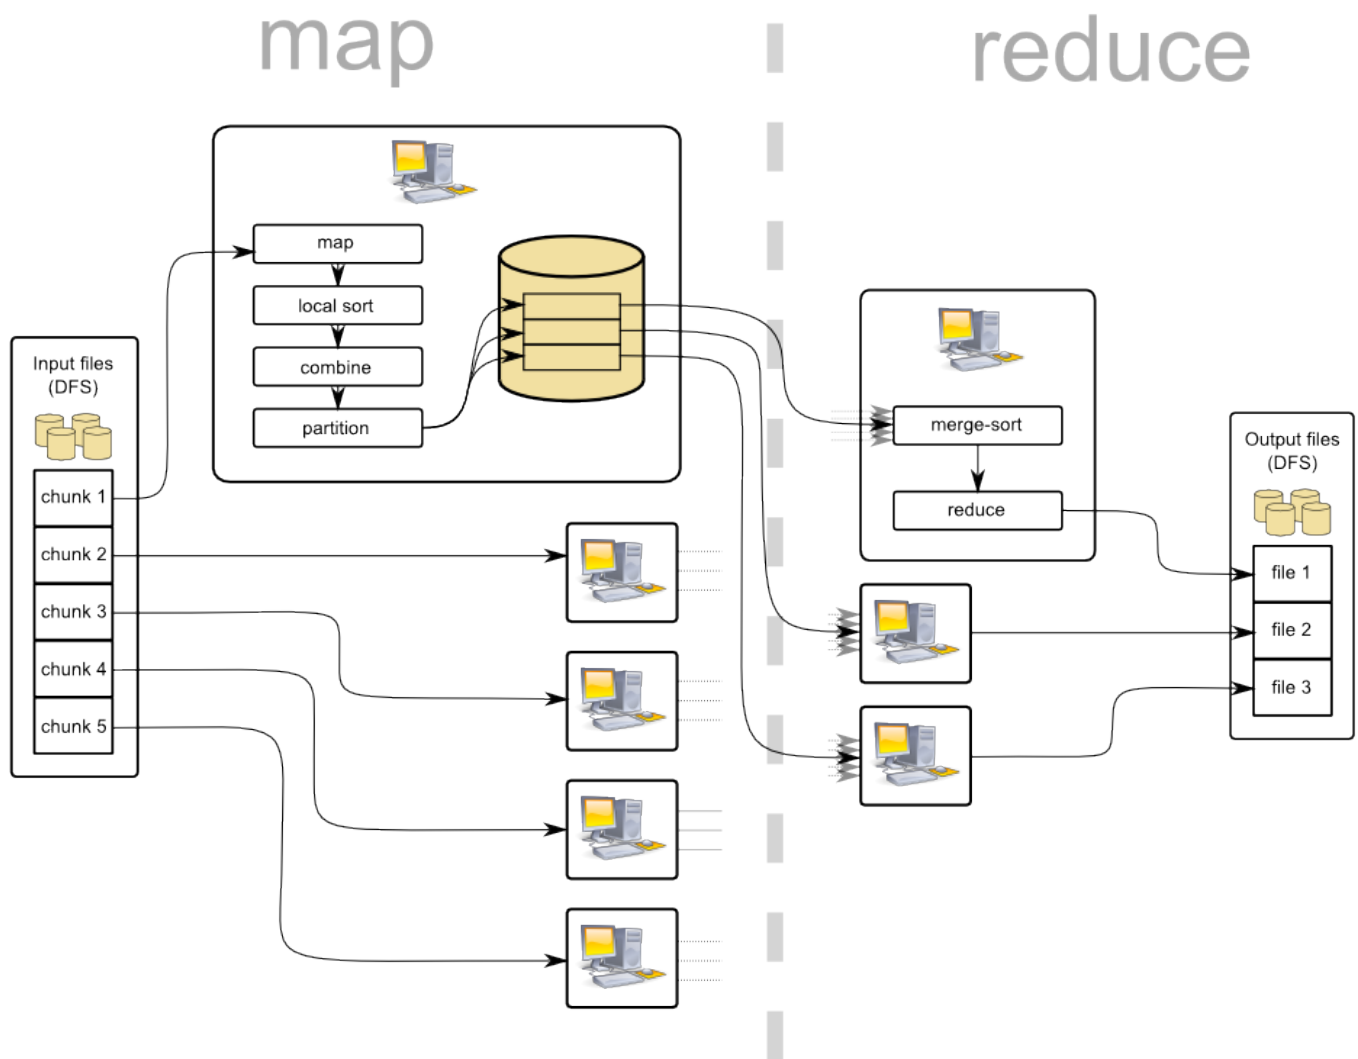 map
reduce
map
local sort
combine
partition
Input files
(DFS)
chunk 1
chunk 2
chunk 3
chunk 4
chunk 5
merge-sort
reduce
Output files
(DFS)
file 1
file 2
file 3